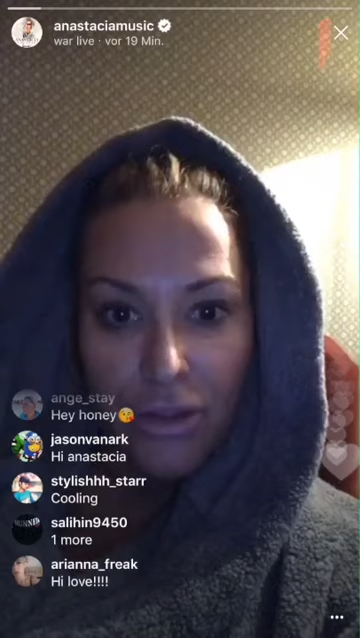 anastaciamusic
war live · vor 19 Min.
ange_stay
Hey honey😘
jasonvanark
Hi anastacia
stylishhh_starr
Cooling
salihin9450
1 more
arianna_freak
Hi love!!!!